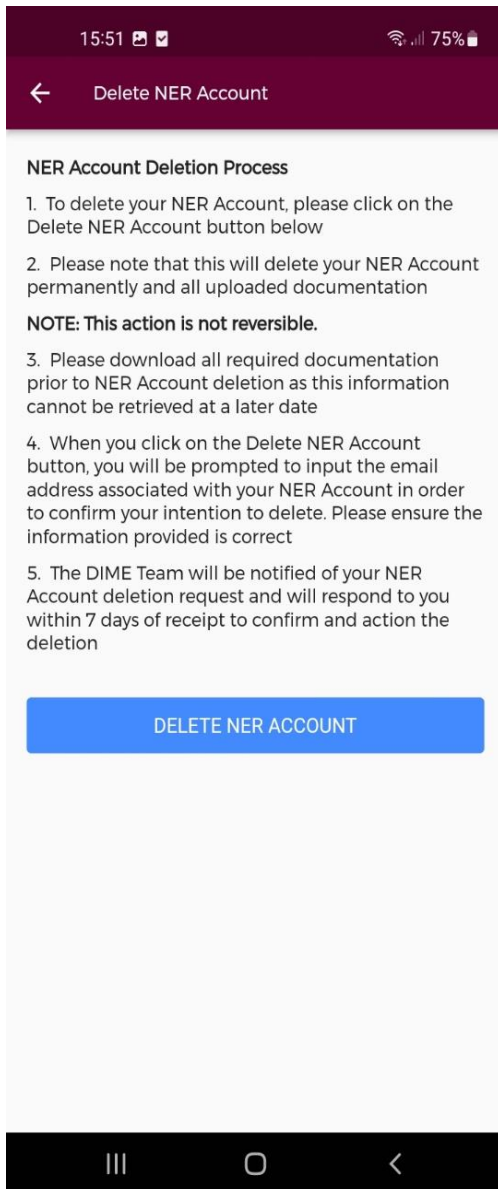 15:51 75%
Delete NER Account
NER Account Deletion Process
1. To delete your NER Account, please click on the
Delete NER Account button below
2. Please note that this will delete your NER Account
permanently and all uploaded documentation
NOTE: This action is not reversible.
3. Please download all required documentation
prior to NER Account deletion as this information
cannot be retrieved at a later date
4. When you click on the Delete NER Account
button, you will be prompted to input the email
address associated with your NER Account in order
to confirm your intention to delete. Please ensure the
information provided is correct
5. The DIME Team will be notified of your NER
Account deletion request and will respond to you
within 7 days of receipt to confirm and action the
deletion
DELETE NER ACCOUNT